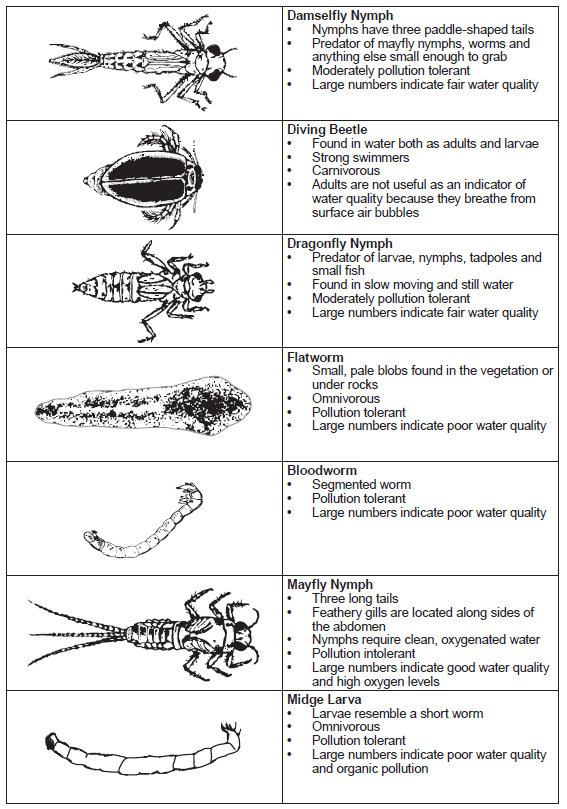 Damselfly Nymph
• Nymphs have three paddle-shaped tails
• Predator of mayfly nymphs, worms and
anything else small enough to grab
• Moderately pollution tolerant
• Large numbers indicate fair water quality
Diving Beetle
• Found in water both as adults and larvae
• Strong swimmers
• Carnivorous
• Adults are not useful as an indicator of
water quality because they breathe from
surface air bubbles
Dragonfly Nymph
• Predator of larvae, nymphs, tadpoles and
small fish
• Found in slow moving and still water
• Moderately pollution tolerant
• Large numbers indicate fair water quality
Flatworm
• Small, pale blobs found in the vegetation or
under rocks
• Omnivorous
• Pollution tolerant
• Large numbers indicate poor water quality
Bloodworm
• Segmented worm
• Pollution tolerant
• Large numbers indicate poor water quality
Mayfly Nymph
• Three long tails
• Feathery gills are located along sides of
the abdomen
• Nymphs require clean, oxygenated water
• Pollution intolerant
• Large numbers indicate good water quality
and high oxygen levels
Midge Larva
• Larvae resemble a short worm
• Omnivorous
• Pollution tolerant
• Large numbers indicate poor water quality
and organic pollution